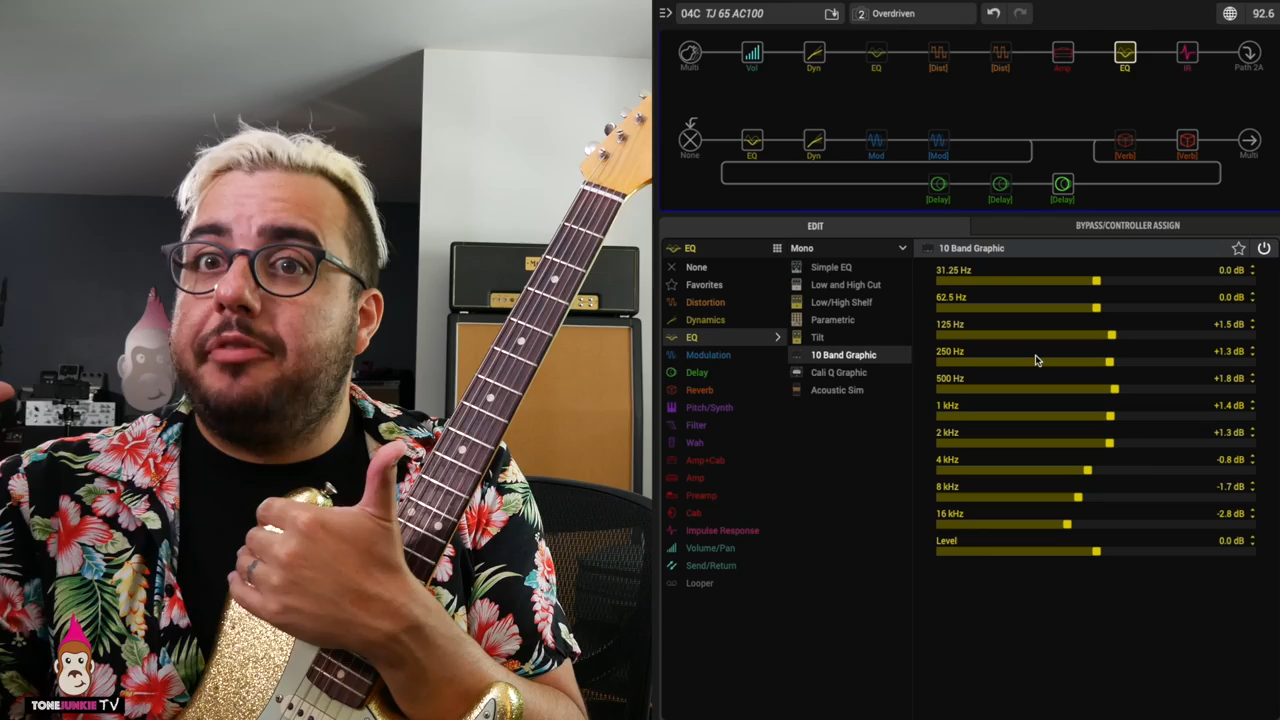 04C TJ 65 AC100
2 Overdriven
92.6
Multi
Vol
Dyn
EQ
[Dist]
[Dist]
Amp
EQ
IR
Path 2A
None
EQ
Dyn
Mod
[Mod]
[Verb]
[Verb]
Multi
[Delay]
[Delay]
[Delay]
EDIT
BYPASS/CONTROLLER ASSIGN
EQ
Mono
10 Band Graphic
None
Favorites
Distortion
Dynamics
EQ
Modulation
Delay
Reverb
Pitch/Synth
Filter
Wah
Amp+Cab
Amp
Preamp
Cab
Impulse Response
Volume/Pan
Send/Return
Looper
Simple EQ
Low and High Cut
Low/High Shelf
Parametric
Tilt
10 Band Graphic
Cali Q Graphic
Acoustic Sim
31.25 Hz 0.0 dB
62.5 Hz 0.0 dB
125 Hz +1.5 dB
250 Hz +1.3 dB
500 Hz +1.8 dB
1 kHz +1.4 dB
2 kHz +1.3 dB
4 kHz -0.8 dB
8 kHz -1.7 dB
16 kHz -2.8 dB
Level 0.0 dB
TONEJUNKIE TV